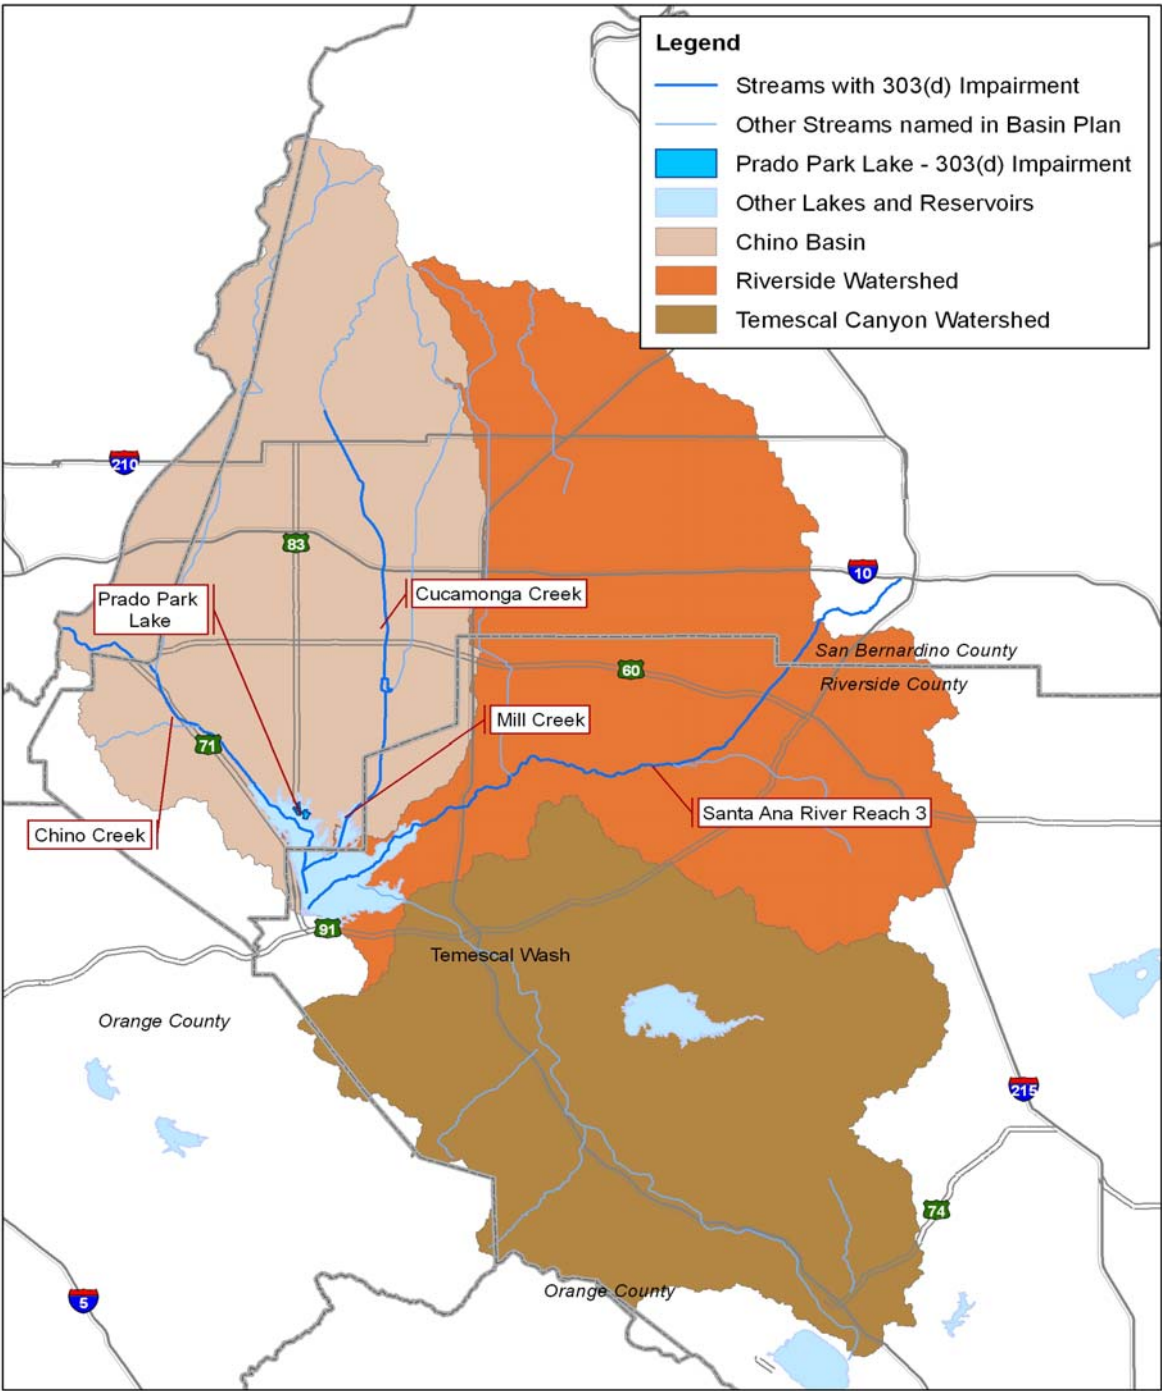 Legend
Streams with 303(d) Impairment
Other Streams named in Basin Plan
Prado Park Lake - 303(d) Impairment
Other Lakes and Reservoirs
Chino Basin
Riverside Watershed
Temescal Canyon Watershed
210
83
10
Prado Park
Lake
Cucamonga Creek
San Bernardino County
60
Riverside County
Mill Creek
71
Santa Ana River Reach 3
Chino Creek
91
Temescal Wash
Orange County
215
74
Orange County
5